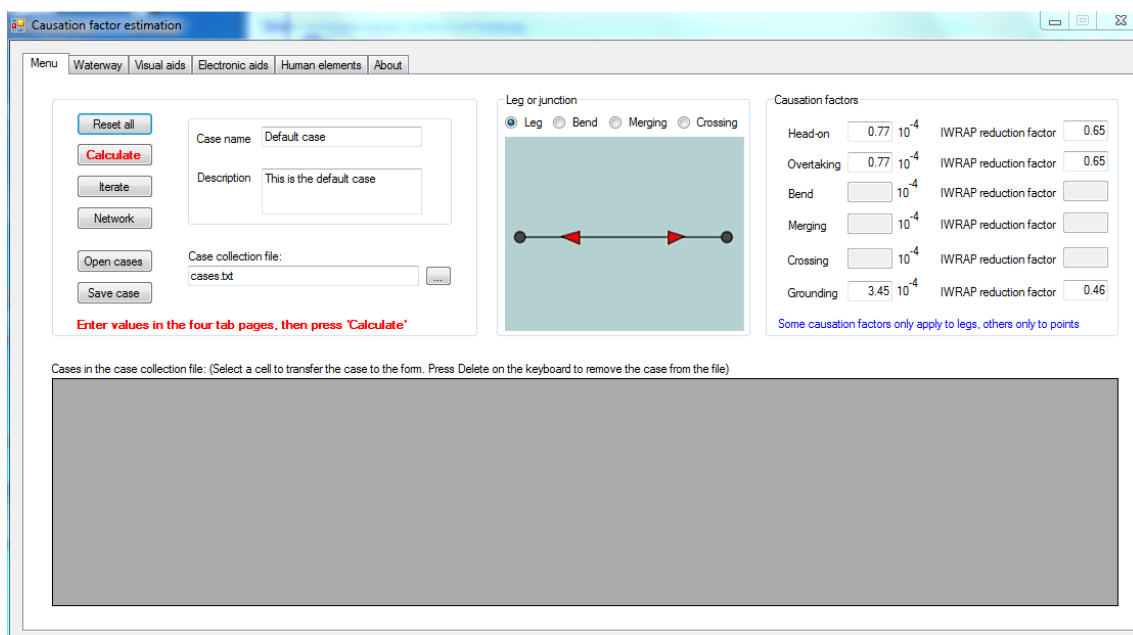 Causation factor estimation
Menu Waterway Visual aids Electronic aids Human elements About
Reset all
Calculate
Iterate
Network
Open cases
Save case
Case name Default case
Description This is the default case
Case collection file:
cases.txt ...
Enter values in the four tab pages, then press 'Calculate'
Leg or junction
Leg Bend Merging Crossing
Causation factors
Head-on 0.77 10^-4 IWRAP reduction factor 0.65
Overtaking 0.77 10^-4 IWRAP reduction factor 0.65
Bend 10^-4 IWRAP reduction factor
Merging 10^-4 IWRAP reduction factor
Crossing 10^-4 IWRAP reduction factor
Grounding 3.45 10^-4 IWRAP reduction factor 0.46
Some causation factors only apply to legs, others only to points
Cases in the case collection file: (Select a cell to transfer the case to the form. Press Delete on the keyboard to remove the case from the file)